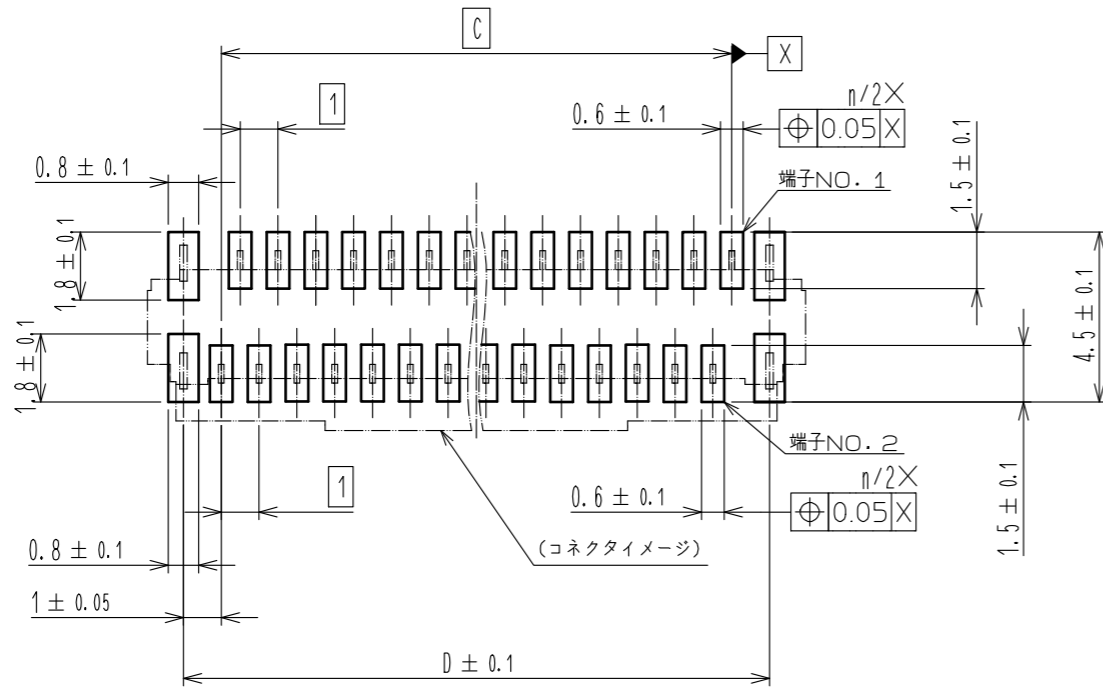 C
X
1
0.6 ± 0.1
n/2X
⌖ 0.05 X
0.8 ± 0.1
端子NO. 1
1.5 ± 0.1
1.8 ± 0.1
4.5 ± 0.1
1.8 ± 0.1
端子NO. 2
1
0.6 ± 0.1
n/2X
⌖ 0.05 X
1.5 ± 0.1
0.8 ± 0.1
(コネクタイメージ)
1 ± 0.05
D ± 0.1